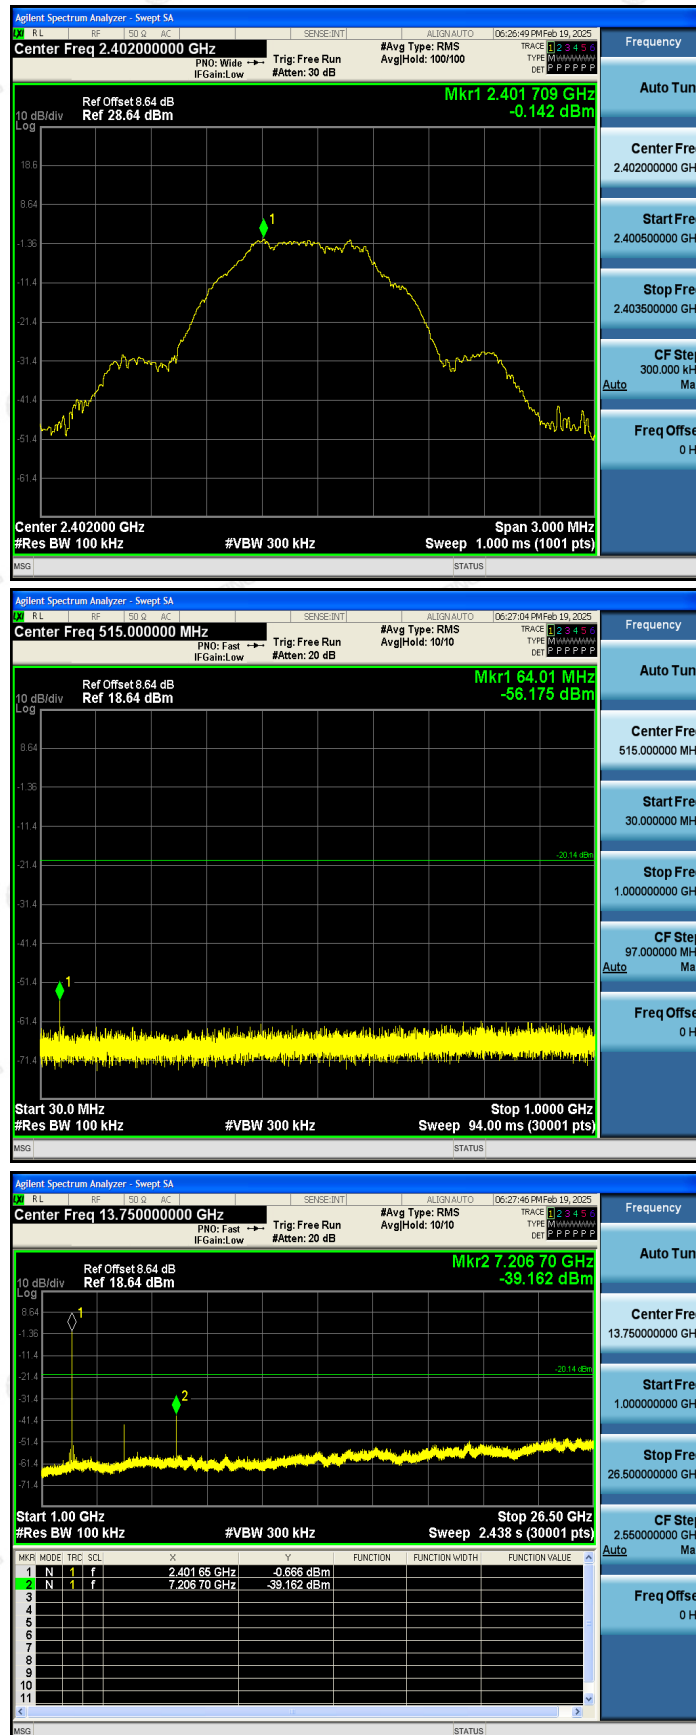 Agilent Spectrum Analyzer - Swept SA
LXI RL RF 50 Ω AC SENSE:INT ALIGNAUTO 06:26:49 PM Feb 19, 2025
Center Freq 2.402000000 GHz
PNO: Wide
IFGain:Low
Trig: Free Run
#Atten: 30 dB
#Avg Type: RMS
Avg|Hold: 100/100
TRACE 1 2 3 4 5 6
TYPE M WWWWW
DET P P P P P P
Ref Offset 8.64 dB
10 dB/div Ref 28.64 dBm
Log
Mkr1 2.401 709 GHz
-0.142 dBm
18.6
8.64
-1.36
-11.4
-21.4
-31.4
-41.4
-51.4
-61.4
1
Center 2.402000 GHz
#Res BW 100 kHz
#VBW 300 kHz
Span 3.000 MHz
Sweep 1.000 ms (1001 pts)
MSG STATUS
Frequency
Auto Tun
Center Fre
2.402000000 GH
Start Fre
2.400500000 GH
Stop Fre
2.403500000 GH
CF Ste
300.000 kH
Auto Ma
Freq Offse
0 H
Agilent Spectrum Analyzer - Swept SA
LXI RL RF 50 Ω AC SENSE:INT ALIGNAUTO 06:27:04 PM Feb 19, 2025
Center Freq 515.000000 MHz
PNO: Fast
IFGain:Low
Trig: Free Run
#Atten: 20 dB
#Avg Type: RMS
Avg|Hold: 10/10
TRACE 1 2 3 4 5 6
TYPE M WWWWW
DET P P P P P P
Ref Offset 8.64 dB
10 dB/div Ref 18.64 dBm
Log
Mkr1 64.01 MHz
-56.175 dBm
8.64
-1.36
-11.4
-21.4
-31.4
-41.4
-51.4
-61.4
-71.4
-20.14 dBm
1
Start 30.0 MHz
#Res BW 100 kHz
#VBW 300 kHz
Stop 1.0000 GHz
Sweep 94.00 ms (30001 pts)
MSG STATUS
Frequency
Auto Tun
Center Fre
515.000000 MH
Start Fre
30.000000 MH
Stop Fre
1.000000000 GH
CF Ste
97.000000 MH
Auto Ma
Freq Offse
0 H
Agilent Spectrum Analyzer - Swept SA
LXI RL RF 50 Ω AC SENSE:INT ALIGNAUTO 06:27:46 PM Feb 19, 2025
Center Freq 13.750000000 GHz
PNO: Fast
IFGain:Low
Trig: Free Run
#Atten: 20 dB
#Avg Type: RMS
Avg|Hold: 10/10
TRACE 1 2 3 4 5 6
TYPE M WWWWW
DET P P P P P P
Ref Offset 8.64 dB
10 dB/div Ref 18.64 dBm
Log
Mkr2 7.206 70 GHz
-39.162 dBm
8.64
-1.36
-11.4
-21.4
-31.4
-41.4
-51.4
-61.4
-71.4
-20.14 dBm
1
2
Start 1.00 GHz
#Res BW 100 kHz
#VBW 300 kHz
Stop 26.50 GHz
Sweep 2.438 s (30001 pts)
MKR MODE TRC SCL X Y FUNCTION FUNCTION WIDTH FUNCTION VALUE
1 N 1 f 2.401 65 GHz -0.666 dBm
2 N 1 f 7.206 70 GHz -39.162 dBm
3
4
5
6
7
8
9
10
11
MSG STATUS
Frequency
Auto Tun
Center Fre
13.750000000 GH
Start Fre
1.000000000 GH
Stop Fre
26.500000000 GH
CF Ste
2.550000000 GH
Auto Ma
Freq Offse
0 H